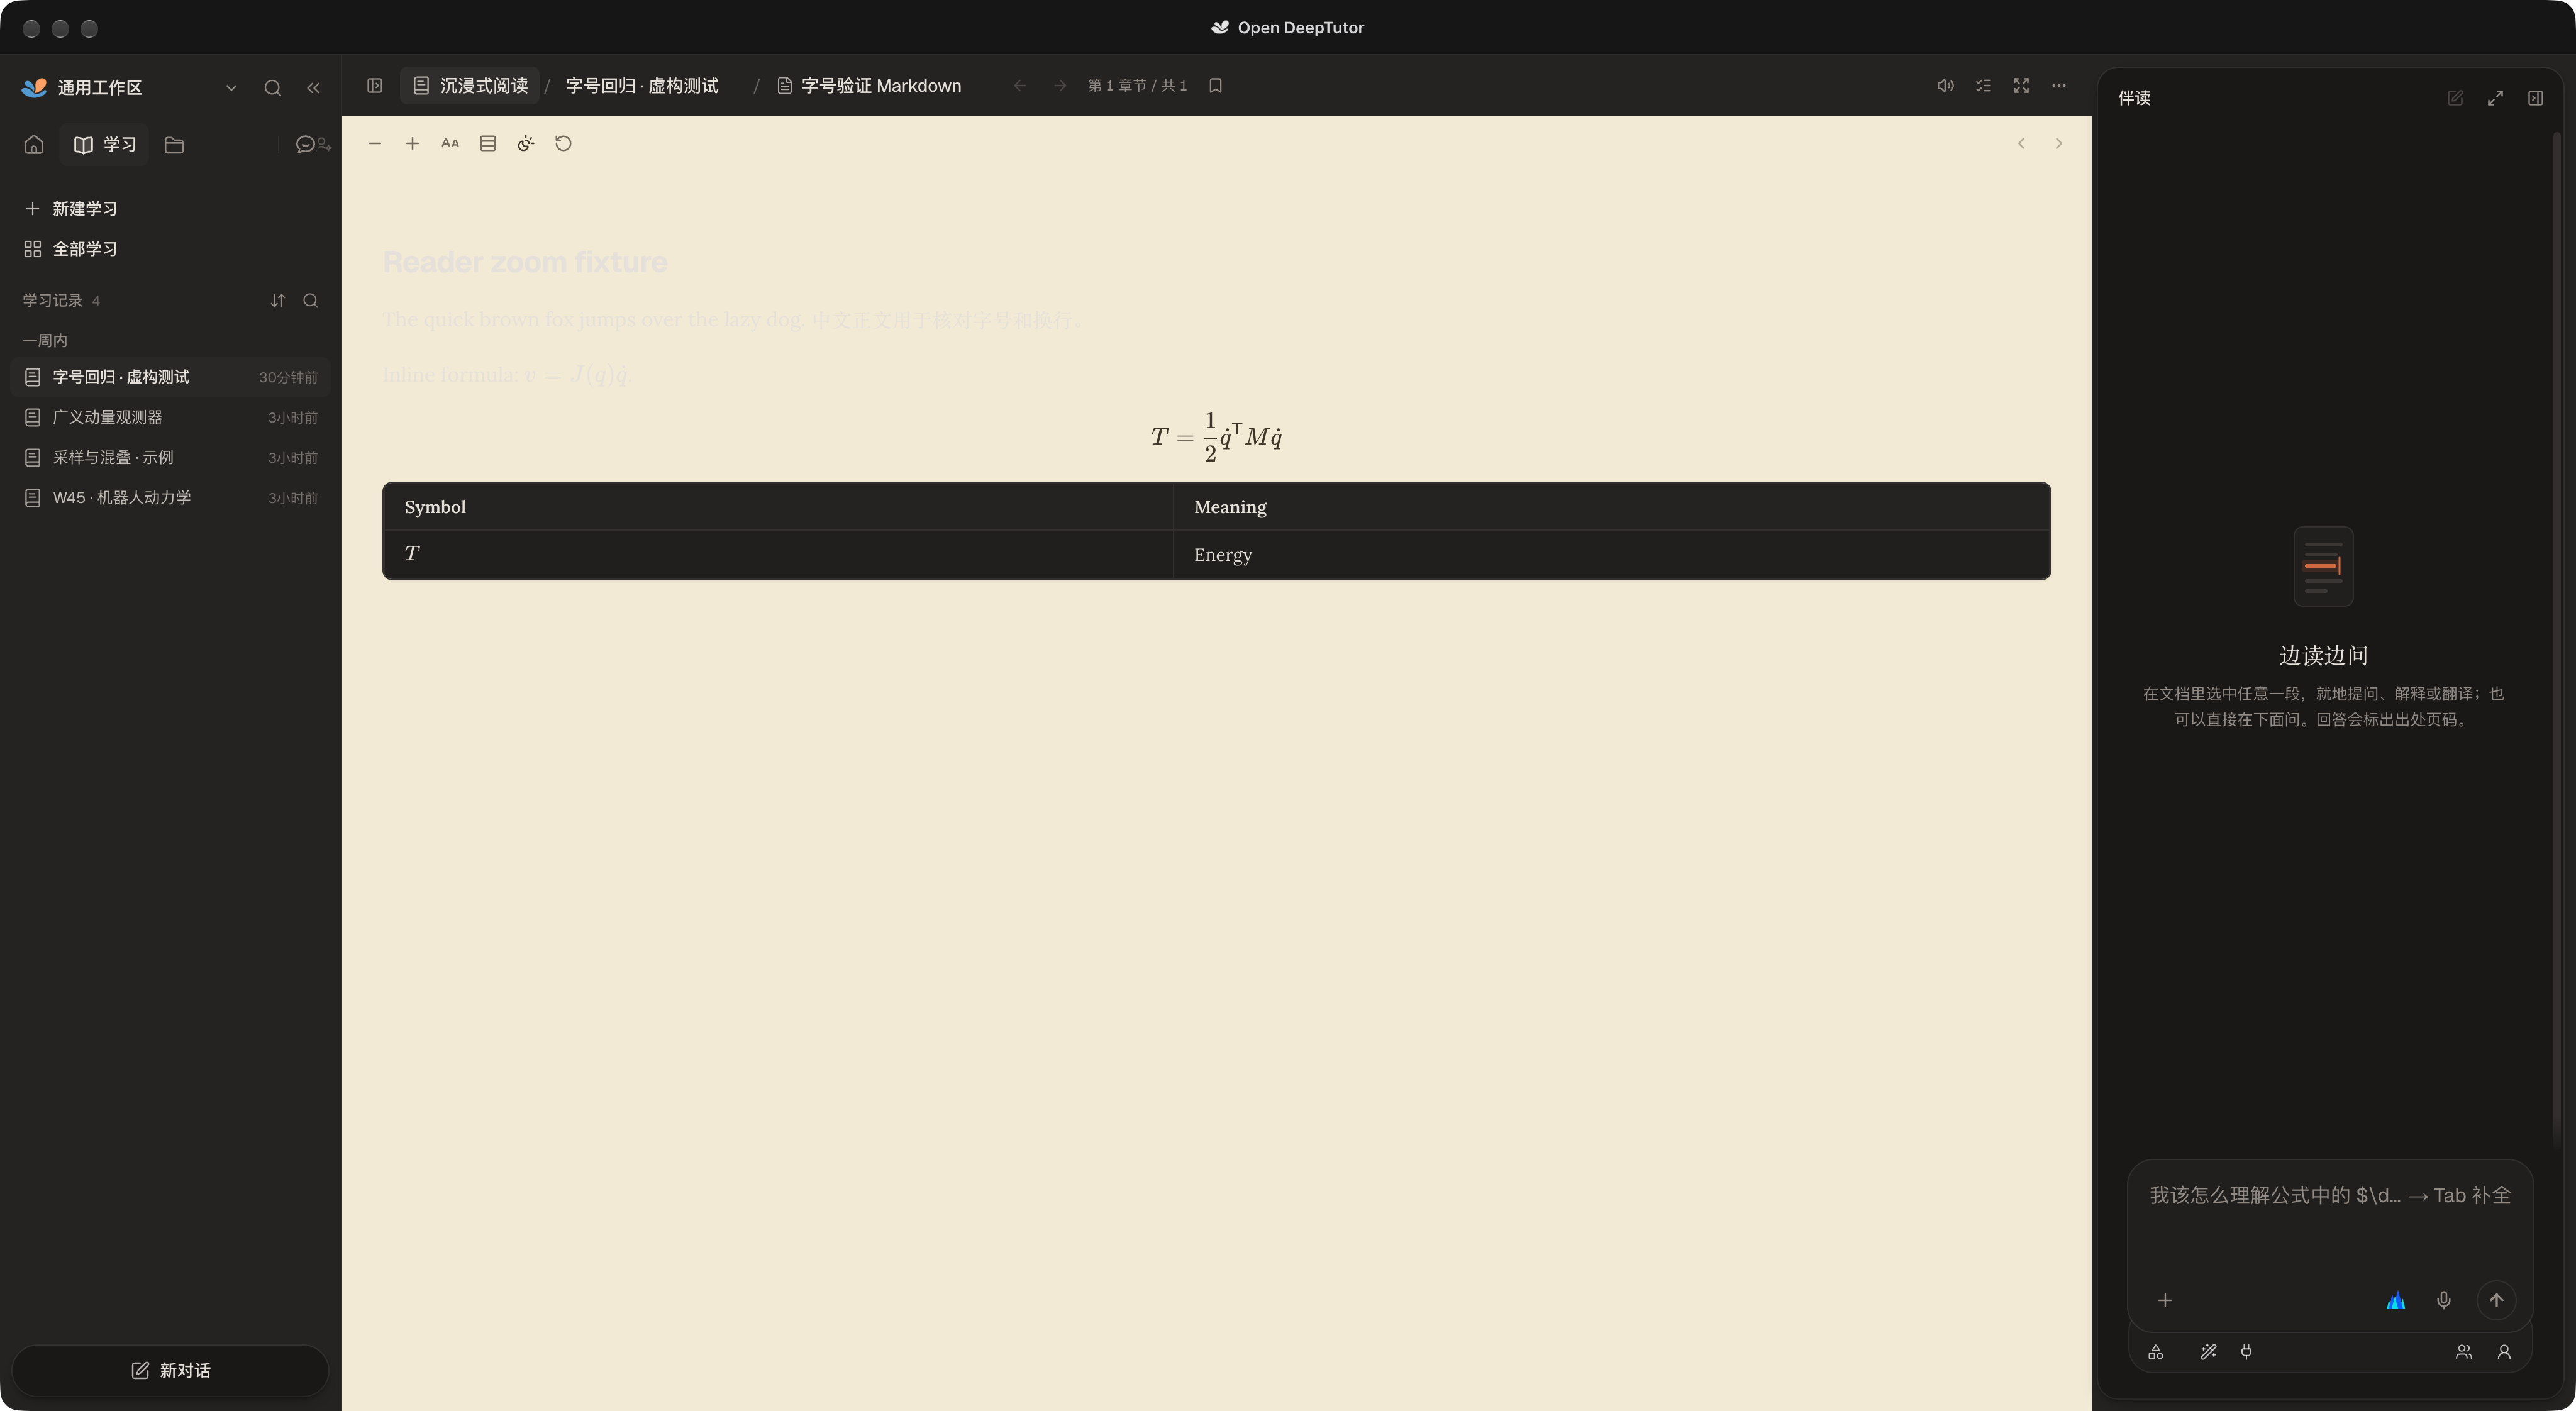 Open DeepTutor
通用工作区
学习
新建学习
全部学习
学习记录 4
一周内
字号回归 · 虚构测试 30分钟前
广义动量观测器 3小时前
采样与混叠 · 示例 3小时前
W45 · 机器人动力学 3小时前
新对话
沉浸式阅读 / 字号回归 · 虚构测试 / 字号验证 Markdown 第 1 章节 / 共 1
AA
Reader zoom fixture
The quick brown fox jumps over the lazy dog. 中文正文用于核对字号和换行。
Inline formula: v = J(q)q̇.
T = 1/2 q̇ᵀMq̇
Symbol Meaning
T Energy
伴读
边读边问
在文档里选中任意一段，就地提问、解释或翻译；也
可以直接在下面问。回答会标出出处页码。
我该怎么理解公式中的 $\d... → Tab 补全